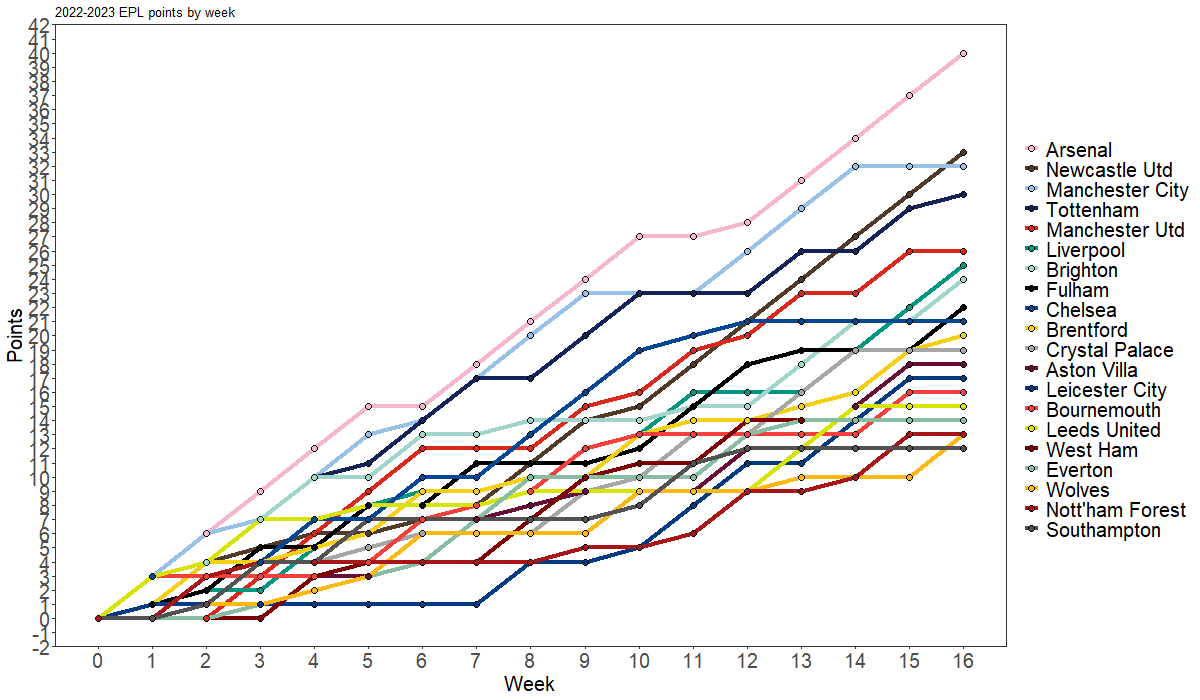 2022-2023 EPL points by week
42
41
40
39
38
37
36
35
34
33
32
31
30
29
28
27
26
25
24
23
22
21
20
19
18
17
16
15
14
13
12
11
10
9
8
7
6
5
4
3
2
1
0
-1
-2
Points
0 1 2 3 4 5 6 7 8 9 10 11 12 13 14 15 16
Week
Arsenal
Newcastle Utd
Manchester City
Tottenham
Manchester Utd
Liverpool
Brighton
Fulham
Chelsea
Brentford
Crystal Palace
Aston Villa
Leicester City
Bournemouth
Leeds United
West Ham
Everton
Wolves
Nott'ham Forest
Southampton